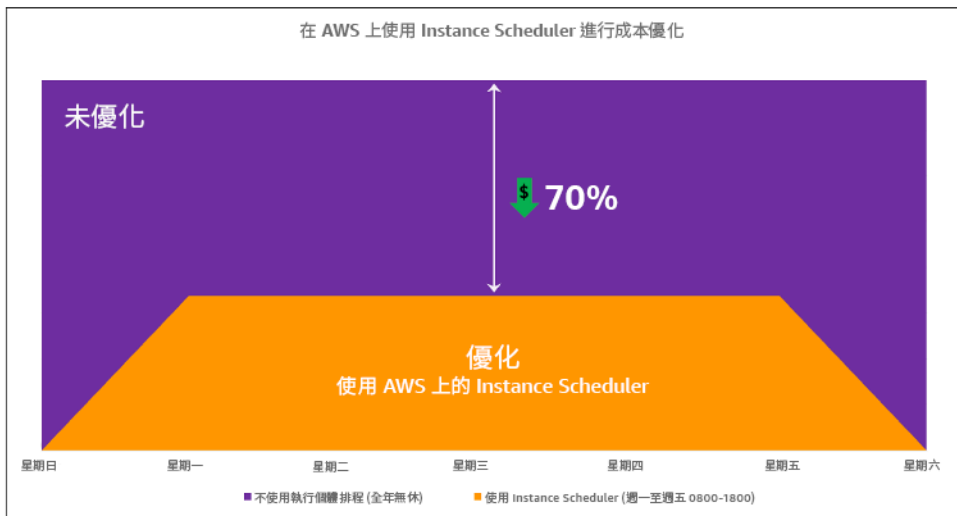 在 AWS 上使用 Instance Scheduler 進行成本優化
未優化
$ 70%
優化
使用 AWS 上的 Instance Scheduler
星期日 星期一 星期二 星期三 星期四 星期五 星期六
不使用執行個體排程 (全年無休) 使用 Instance Scheduler (週一至週五 0800-1800)